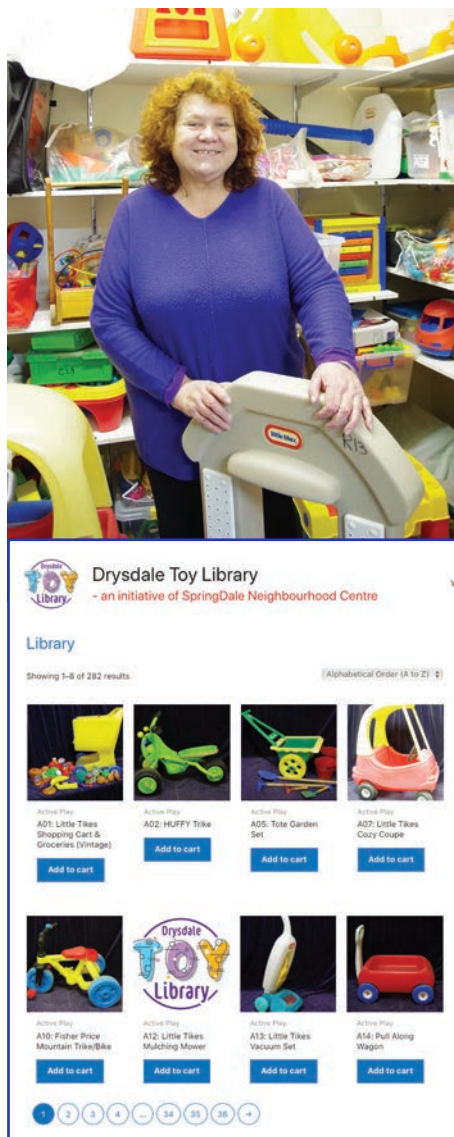 C11
little tikes
R13
Drysdale
TOY
Library
Drysdale Toy Library
- an initiative of SpringDale Neighbourhood Centre
Library
Showing 1–8 of 282 results
Alphabetical Order (A to Z)
Active Play
A01: Little Tikes
Shopping Cart &
Groceries (Vintage)
Add to cart
Active Play
A02: HUFFY Trike
Add to cart
Active Play
A05: Tote Garden
Set
Add to cart
Active Play
A07: Little Tikes
Cozy Coupe
Add to cart
Active Play
A10: Fisher Price
Mountain Trike/Bike
Add to cart
Drysdale
TOY
Library
Active Play
A12: Little Tikes
Mulching Mower
Add to cart
Active Play
A13: Little Tikes
Vacuum Set
Add to cart
Active Play
A14: Pull Along
Wagon
Add to cart
1 2 3 4 ... 34 35 36 →